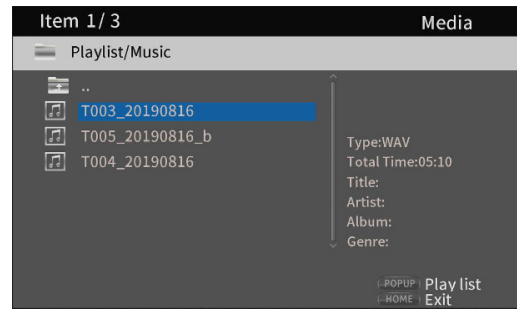 Item 1/3
Media
Playlist/Music
..
T003_20190816
T005_20190816_b
T004_20190816
Type:WAV
Total Time:05:10
Title:
Artist:
Album:
Genre:
POPUP Play list
HOME Exit